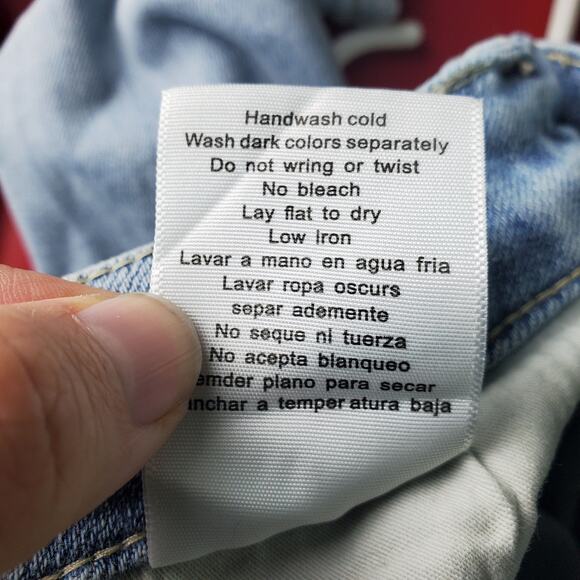 Handwash cold
Wash dark colors separately
Do not wring or twist
No bleach
Lay flat to dry
Low Iron
Lavar a mano en agua fria
Lavar ropa oscurs
separ ademente
No seque ni tuerza
No acepta blanqueo
plano para secar
a temper atura baja